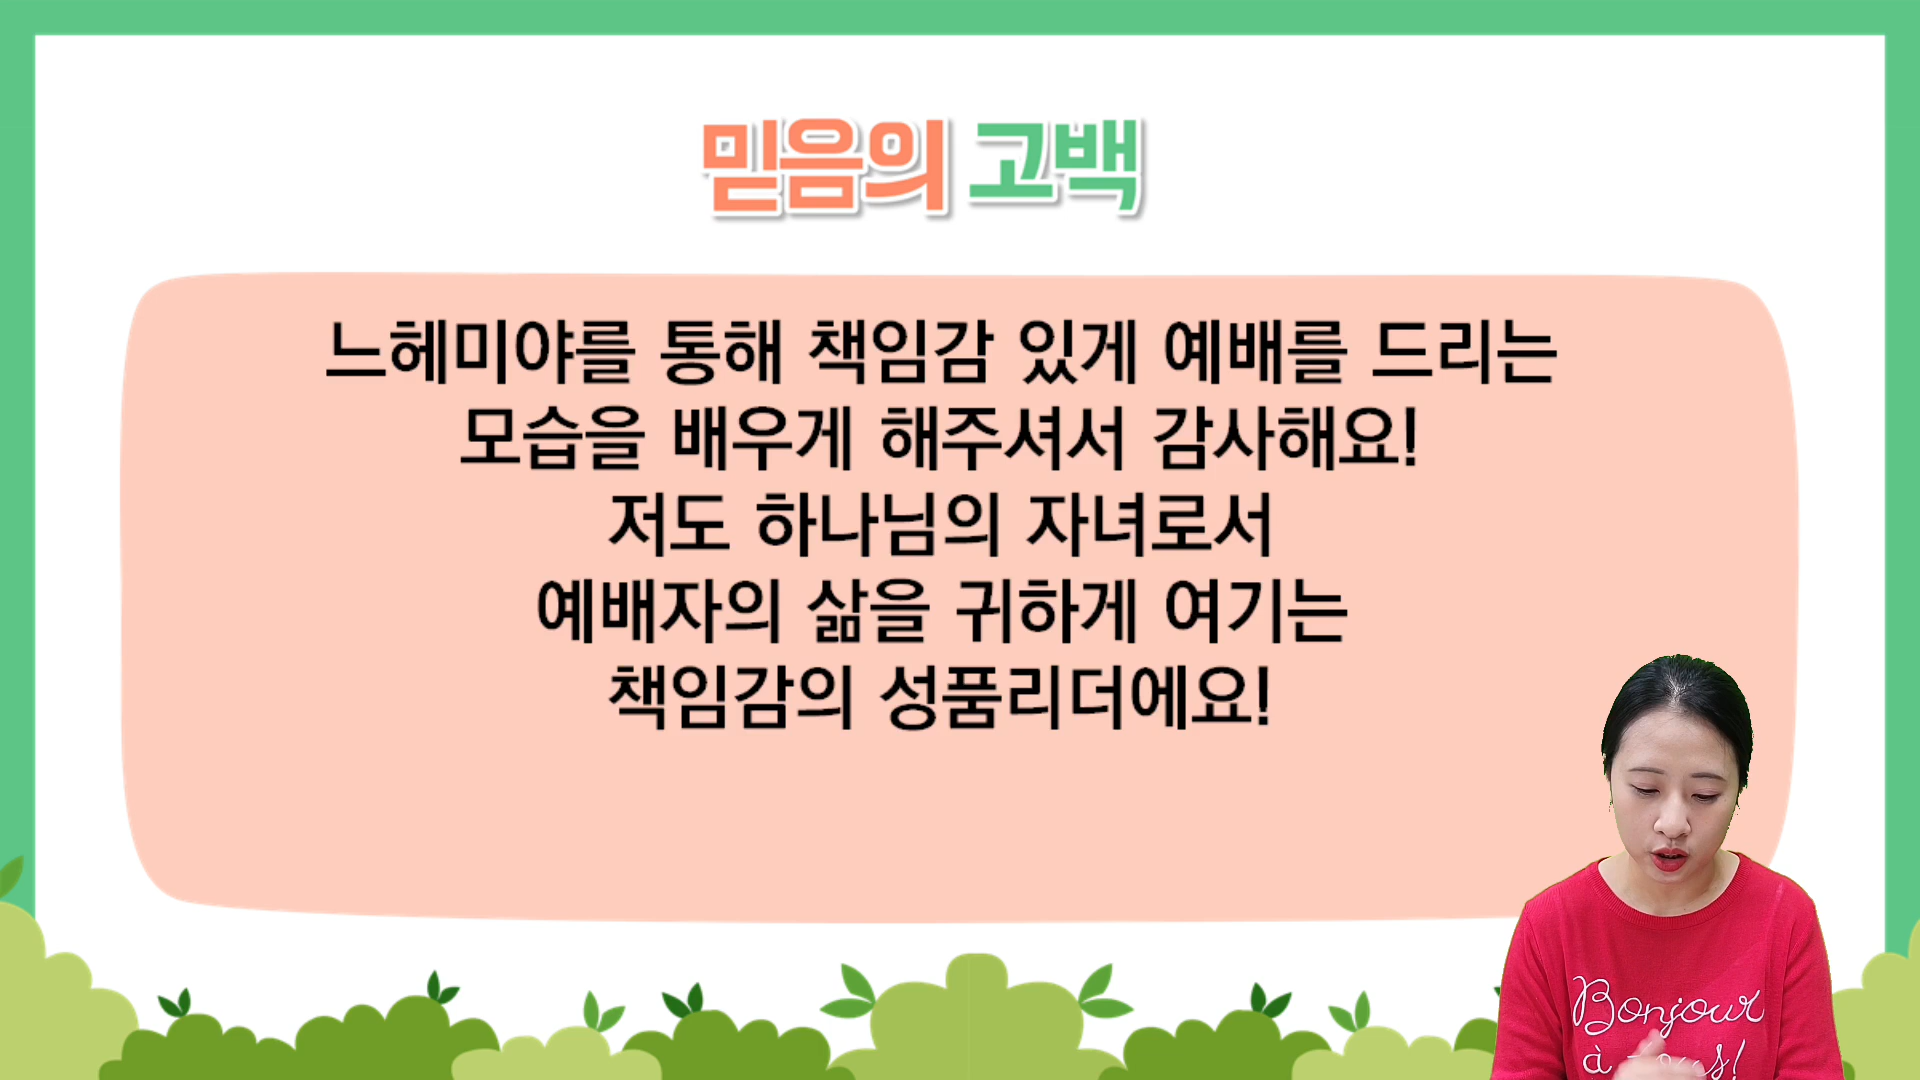 믿음의 고백
느헤미야를 통해 책임감 있게 예배를 드리는
모습을 배우게 해주셔서 감사해요!
저도 하나님의 자녀로서
예배자의 삶을 귀하게 여기는
책임감의 성품리더에요!
Bonjour
à